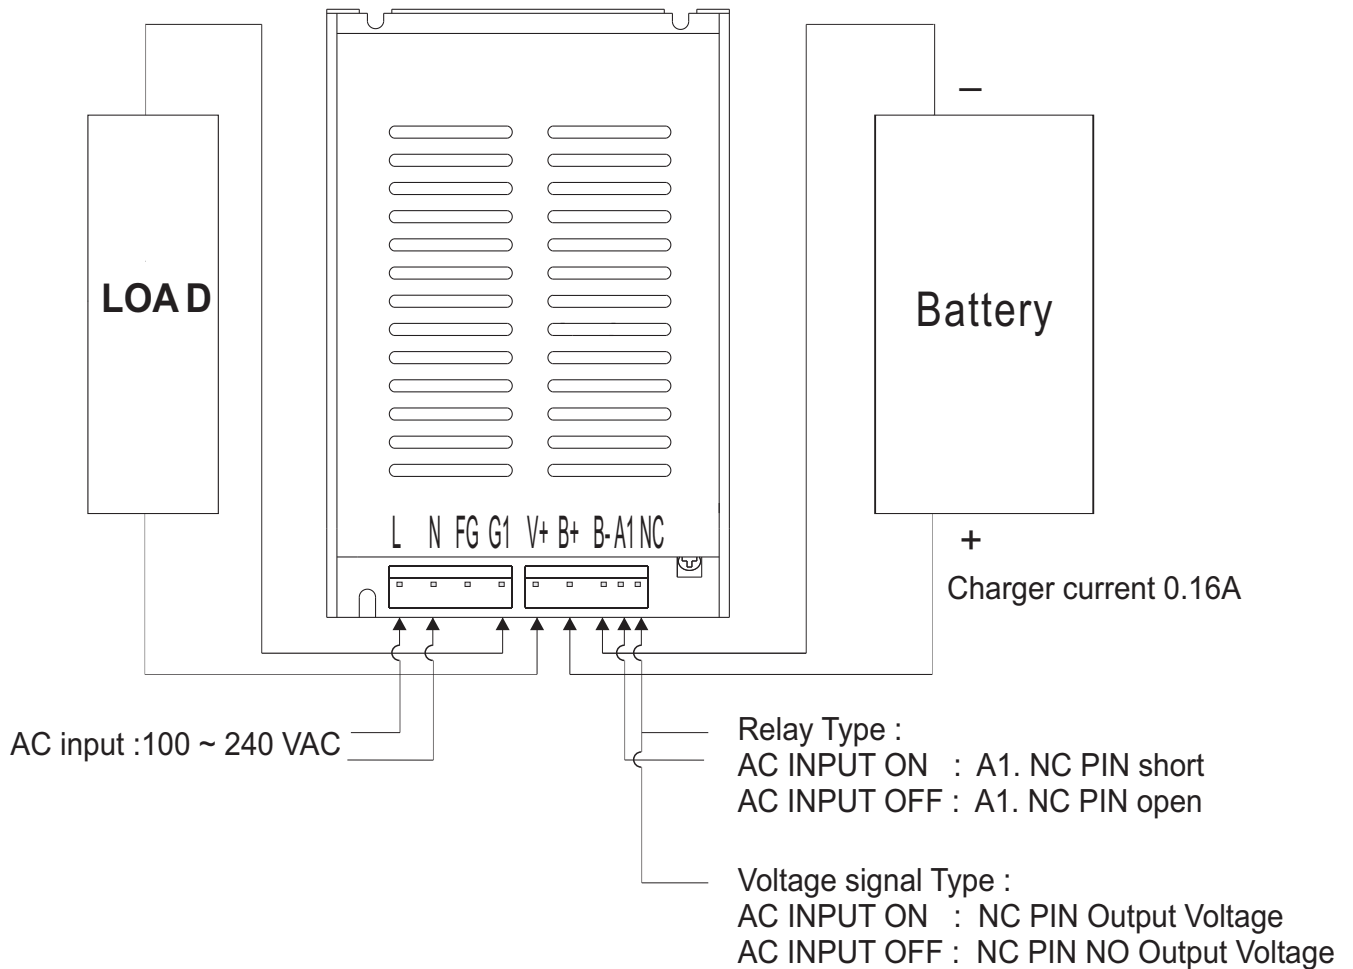 –
LOAD
Battery
L N FG G1 V+ B+ B- A1 NC
+
Charger current 0.16A
AC input :100 ~ 240 VAC
Relay Type :
AC INPUT ON : A1. NC PIN short
AC INPUT OFF : A1. NC PIN open
Voltage signal Type :
AC INPUT ON : NC PIN Output Voltage
AC INPUT OFF : NC PIN NO Output Voltage